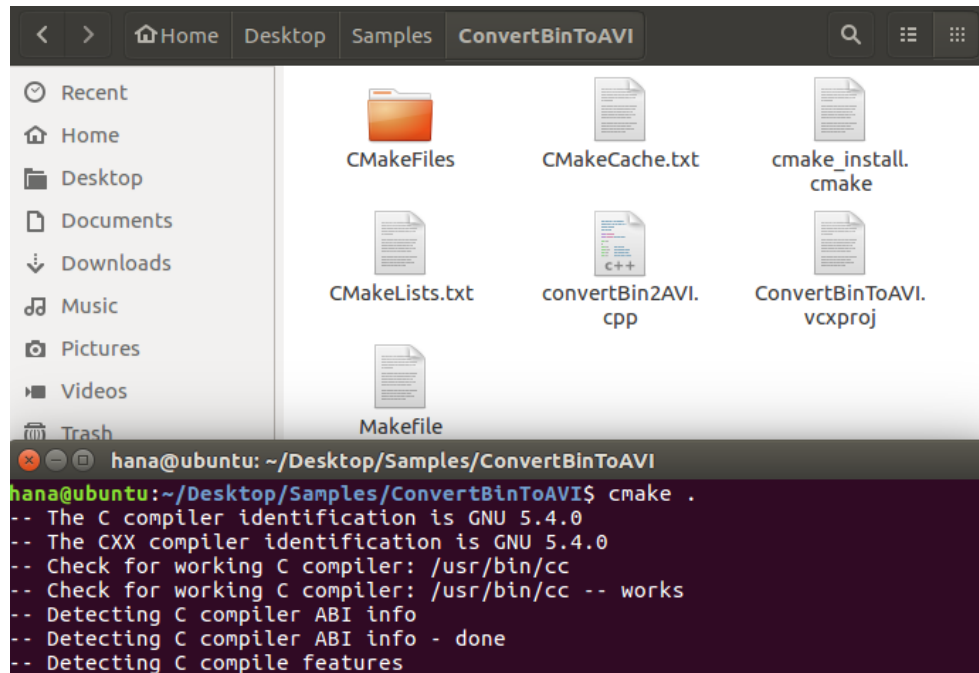 Home Desktop Samples ConvertBinToAVI
Recent
Home
Desktop
Documents
Downloads
Music
Pictures
Videos
Trash
CMakeFiles
CMakeCache.txt
cmake_install.
cmake
CMakeLists.txt
c++
convertBin2AVI.
cpp
ConvertBinToAVI.
vcxproj
Makefile
hana@ubuntu: ~/Desktop/Samples/ConvertBinToAVI
hana@ubuntu:~/Desktop/Samples/ConvertBinToAVI$ cmake .
-- The C compiler identification is GNU 5.4.0
-- The CXX compiler identification is GNU 5.4.0
-- Check for working C compiler: /usr/bin/cc
-- Check for working C compiler: /usr/bin/cc -- works
-- Detecting C compiler ABI info
-- Detecting C compiler ABI info - done
-- Detecting C compile features